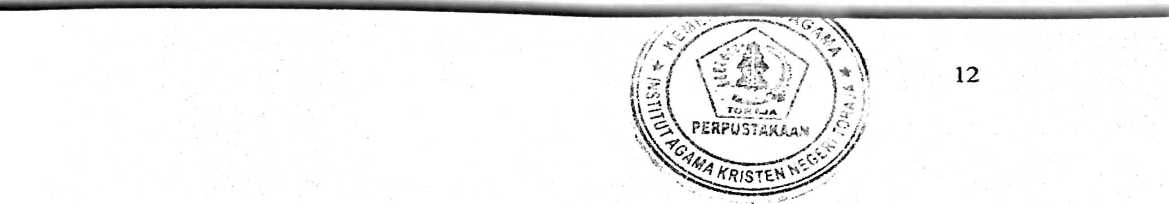 12
AGAMA
TORAJA
PERPUSTAKAAN
INSTITUT AGAMA KRISTEN NEGERI TORAJA